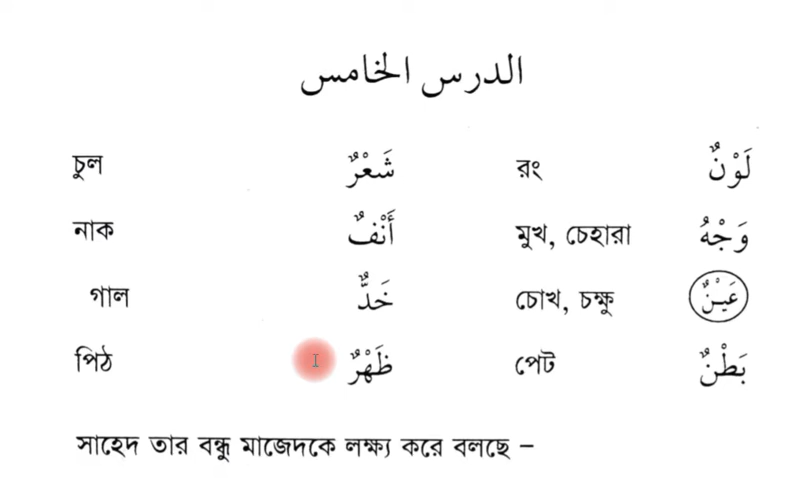 الدرس الخامس
لَوْنٌ রং شَعْرٌ চুল
وَجْهٌ মুখ, চেহারা أَنْفٌ নাক
عَيْنٌ চোখ, চক্ষু خَدٌّ গাল
بَطْنٌ পেট ظَهْرٌ পিঠ
সাহেদ তার বন্ধু মাজেদকে লক্ষ্য করে বলছে –